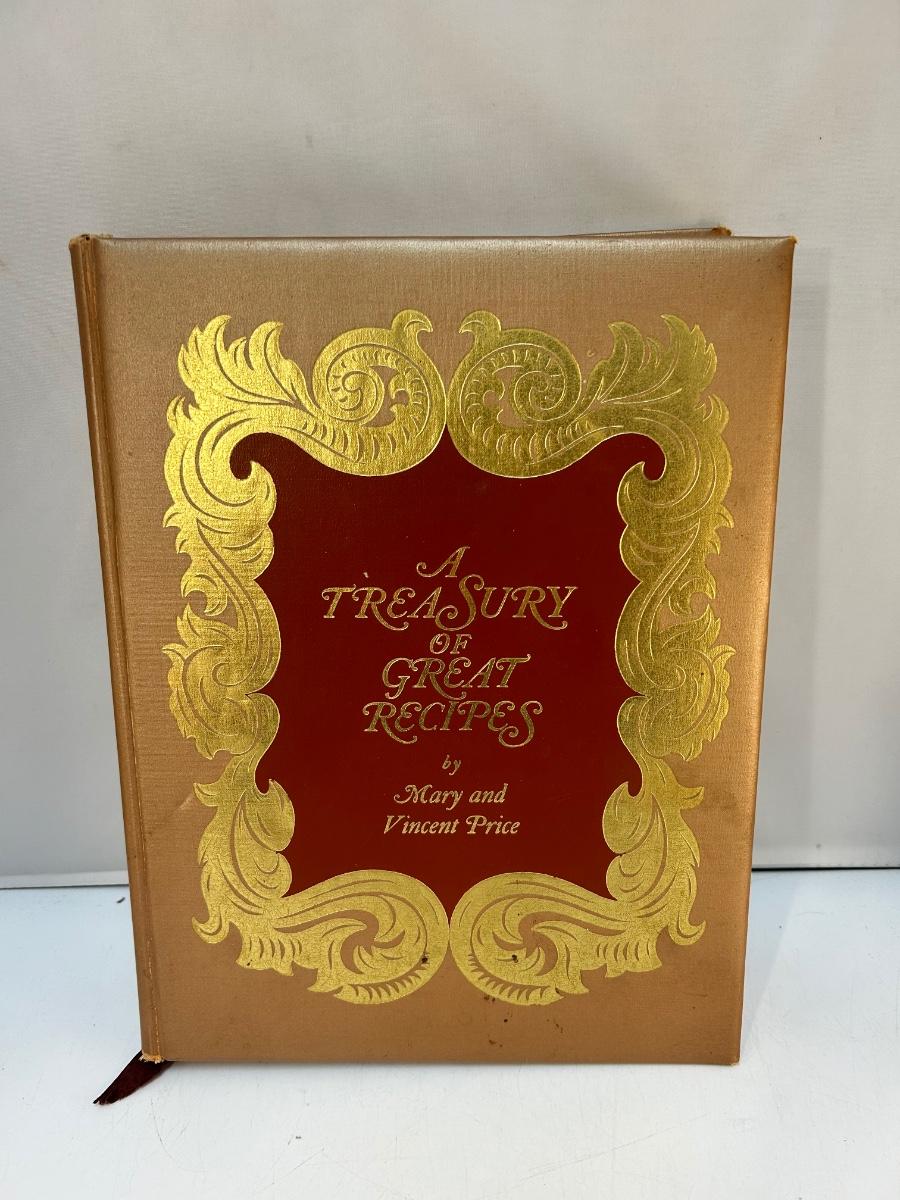 A
TREASURY
OF
GREAT
RECIPES
by
Mary and
Vincent Price